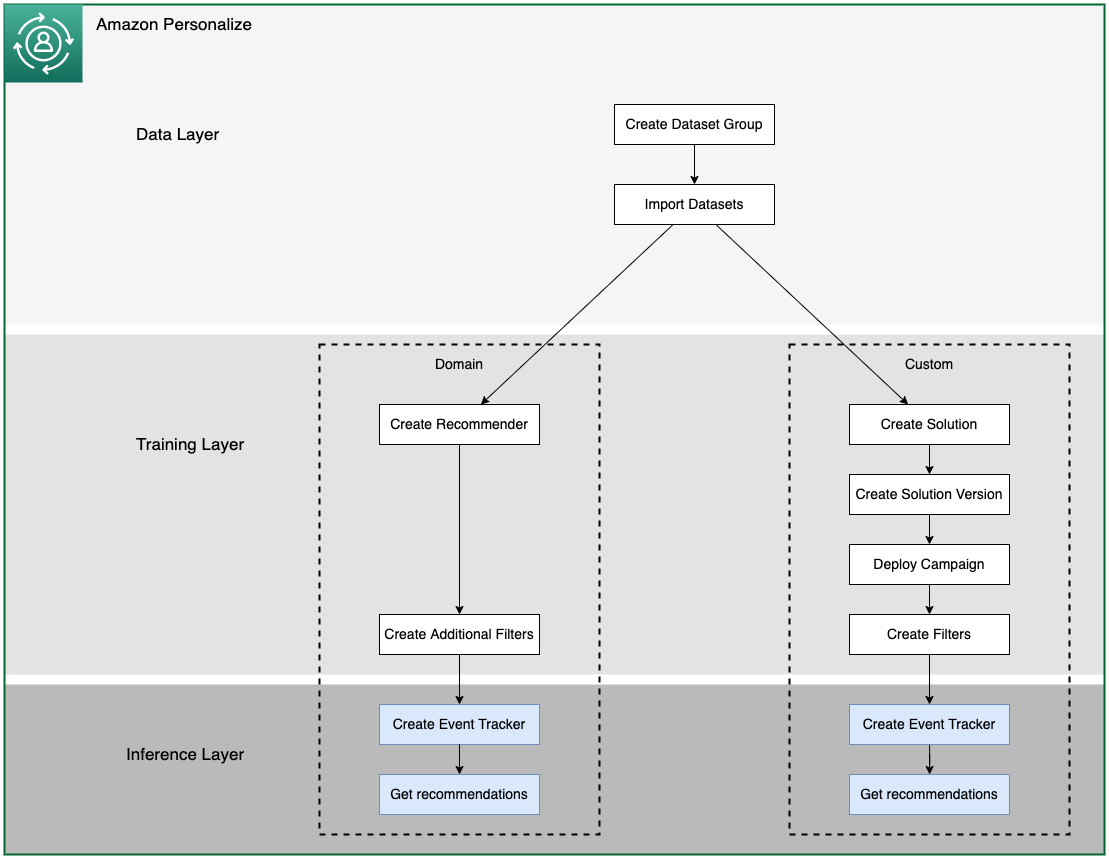 Amazon Personalize
Data Layer
Create Dataset Group
Import Datasets
Training Layer
Domain
Create Recommender
Create Additional Filters
Custom
Create Solution
Create Solution Version
Deploy Campaign
Create Filters
Inference Layer
Create Event Tracker
Get recommendations
Create Event Tracker
Get recommendations